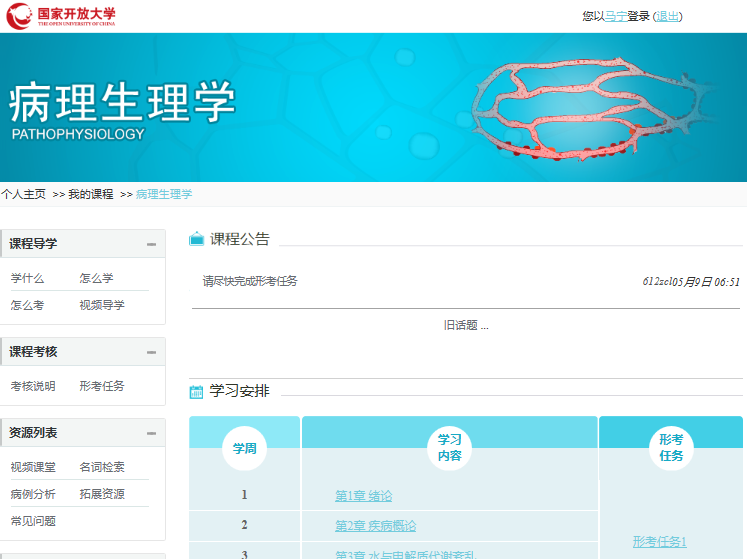 国家开放大学
THE OPEN UNIVERSITY OF CHINA
您以马宁登录 (退出)
病理生理学
PATHOPHYSIOLOGY
个人主页 >> 我的课程 >> 病理生理学
课程导学
学什么 怎么学
怎么考 视频导学
课程考核
考核说明 形考任务
资源列表
视频课堂 名词检索
病例分析 拓展资源
常见问题
课程公告
请尽快完成形考任务 612zcl05月9日 06:51
旧话题 ...
学习安排
学周
学习
内容
形考
任务
1 第1章 绪论
2 第2章 疾病概论
3 第3章 水与电解质代谢紊乱
形考任务1